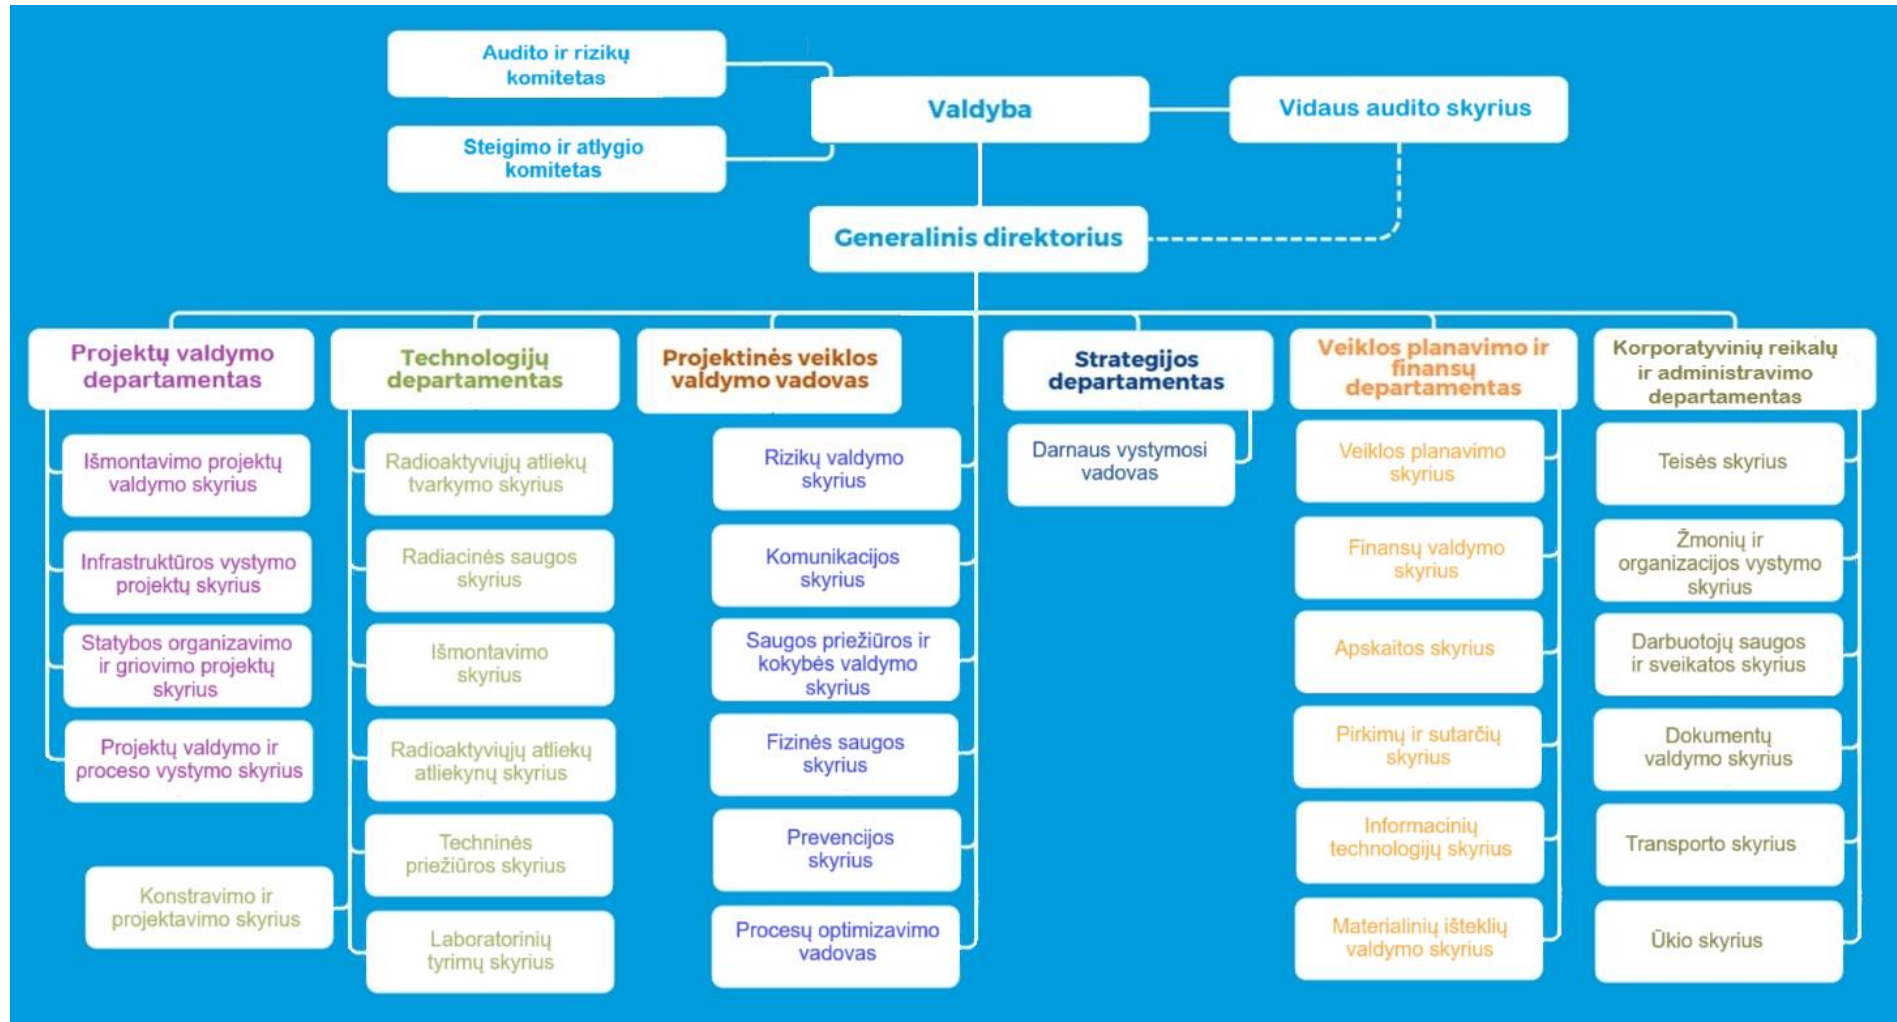 Audito ir rizikų
komitetas
Steigimo ir atlygio
komitetas
Valdyba
Vidaus audito skyrius
Generalinis direktorius
Projektų valdymo
departamentas
Išmontavimo projektų
valdymo skyrius
Infrastruktūros vystymo
projektų skyrius
Statybos organizavimo
ir griovimo projektų
skyrius
Projektų valdymo ir
proceso vystymo skyrius
Technologijų
departamentas
Radioaktyviųjų atliekų
tvarkymo skyrius
Radiacinės saugos
skyrius
Išmontavimo
skyrius
Radioaktyviųjų atliekų
atliekynų skyrius
Techninės
priežiūros skyrius
Konstravimo ir
projektavimo skyrius
Laboratorinių
tyrimų skyrius
Projektinės veiklos
valdymo vadovas
Rizikų valdymo
skyrius
Komunikacijos
skyrius
Saugos priežiūros ir
kokybės valdymo
skyrius
Fizinės saugos
skyrius
Prevencijos
skyrius
Procesų optimizavimo
vadovas
Strategijos
departamentas
Darnaus vystymosi
vadovas
Veiklos planavimo ir
finansų
departamentas
Veiklos planavimo
skyrius
Finansų valdymo
skyrius
Apskaitos skyrius
Pirkimų ir sutarčių
skyrius
Informacinių
technologijų skyrius
Materialinių išteklių
valdymo skyrius
Korporatyvinių reikalų
ir administravimo
departamentas
Teisės skyrius
Žmonių ir
organizacijos vystymo
skyrius
Darbuotojų saugos
ir sveikatos skyrius
Dokumentų
valdymo skyrius
Transporto skyrius
Ūkio skyrius